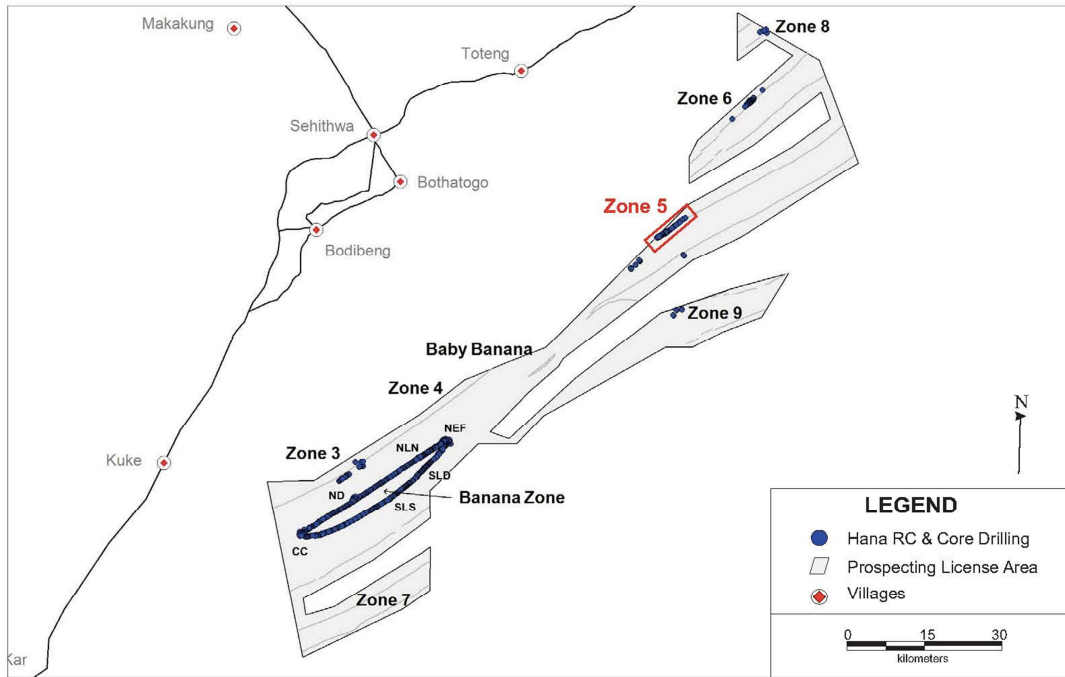 Makakung
Zone 8
Toteng
Zone 6
Sehithwa
Bothatogo
Zone 5
Bodibeng
Zone 9
Baby Banana
Zone 4
NEF
N
NLN
Zone 3
Kuke
SLD
ND
Banana Zone
SLS
CC
LEGEND
Hana RC & Core Drilling
Prospecting License Area
Villages
Zone 7
0 15 30
kilometers
Kar